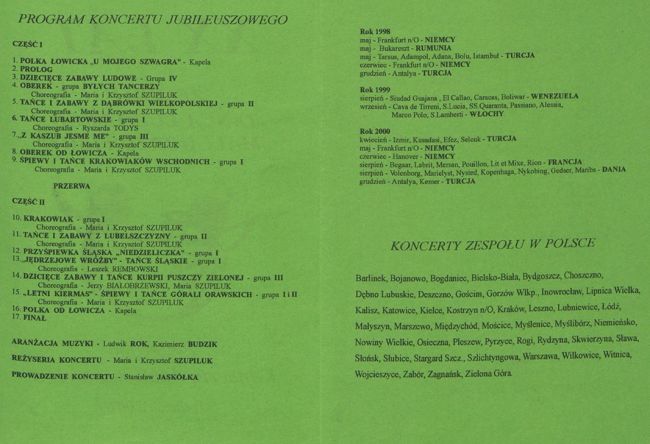 PROGRAM KONCERTU JUBILEUSZOWEGO
CZĘŚĆ I
1. POLKA ŁOWICKA „U MOJEGO SZWAGRA" - Kapela
2. PROLOG
3. DZIECIĘCE ZABAWY LUDOWE - Grupa IV
4. OBEREK - grupa BYŁYCH TANCERZY
Choreografia - Maria i Krzysztof SZUPILUK
5. TAŃCE I ZABAWY Z DĄBRÓWKI WIELKOPOLSKIEJ - grupa II
Choreografia - Maria i Krzysztof SZUPILUK
6. TAŃCE LUBARTOWSKIE - grupa I
Choreografia - Ryszarda TODYS
7. „Z KASZUB JESME ME" - grupa III
Choreografia - Maria i Krzysztof SZUPILUK
8. OBEREK OD ŁOWICZA - Kapela
9. ŚPIEWY I TAŃCE KRAKOWIAKÓW WSCHODNICH - grupa I
Choreografia - Maria i Krzysztof SZUPILUK
PRZERWA
CZĘŚĆ II
10. KRAKOWIAK - grupa I
11. TAŃCE I ZABAWY Z LUBELSZCZYZNY - grupa II
Choreografia - Maria i Krzysztof SZUPILUK
12. PRZYŚPIEWKA ŚLĄSKA „NIEDZIELICZKA" - grupa I
13. „JĘDRZEJOWE WRÓŻBY" - TAŃCE ŚLĄSKIE - grupa I
Choreografia - Leszek REMBOWSKI
14. DZICIĘCE ZABAWY I TAŃCE KURPII PUSZCZY ZIELONEJ - grupa III
Choreografia - Jerzy BIAŁOBRZEWSKI, Maria SZUPILUK
15. „LETNI KIERMAS" - ŚPIEWY I TAŃCE GÓRALI ORAWSKICH - grupa I i II
Choreografia - Maria i Krzysztof SZUPILUK
16. POLKA OD ŁOWICZA - Kapela
17. FINAŁ
ARANŻACJA MUZYKI - Ludwik ROK, Kazimierz BUDZIK
REŻYSERIA KONCERTU - Maria i Krzysztof SZUPILUK
PROWADZENIE KONCERTU - Stanisław JASKÓŁKA
Rok 1998
maj - Frankfurt n/O - NIEMCY
maj - Bukareszt - RUMUNIA
maj - Tarsus, Adampol, Adana, Bolu, Istambuł - TURCJA
czerwiec - Frankfurt n/O - NIEMCY
grudzień - Antalya - TURCJA
Rok 1999
sierpień - Siudad Guajana, El Callao, Caracas, Boliwar - WENEZUELA
wrzesień - Cava de Tirreni, S.Lucia, SS.Quaranta, Passiano, Alessia,
Marco Polo, S.Lamberti - WŁOCHY
Rok 2000
kwiecień - Izmir, Kusadasi, Efez, Selcuk - TURCJA
maj - Frankfurt n/O - NIEMCY
czerwiec - Hanover - NIEMCY
sierpień - Begaar, Labrit, Mersan, Pouillon, Lit et Mixe, Rion - FRANCJA
sierpień - Volenborg, Marielyst, Nysted, Kopenhaga, Nykobing, Gedser, Maribs - DANIA
grudzień - Antalya, Kemer - TURCJA
KONCERTY ZESPOŁU W POLSCE
Barlinek, Bojanowo, Bogdaniec, Bielsko-Biała, Bydgoszcz, Choszczno,
Dębno Lubuskie, Deszczno, Gościm, Gorzów Wlkp., Inowrocław, Lipnica Wielka,
Kalisz, Katowice, Kielce, Kostrzyn n/O, Kraków, Leszno, Lubniewice, Łódź,
Małyszyn, Marszewo, Międzychód, Mościce, Myślenice, Myślibórz, Niemieńsko,
Nowiny Wielkie, Osieczna, Pleszew, Pyrzyce, Rogi, Rydzyna, Skwierzyna, Sława,
Słońsk, Słubice, Stargard Szcz., Szlichtyngowa, Warszawa, Wilkowice, Witnica,
Wojcieszyce, Zabór, Zagnańsk, Zielona Góra.